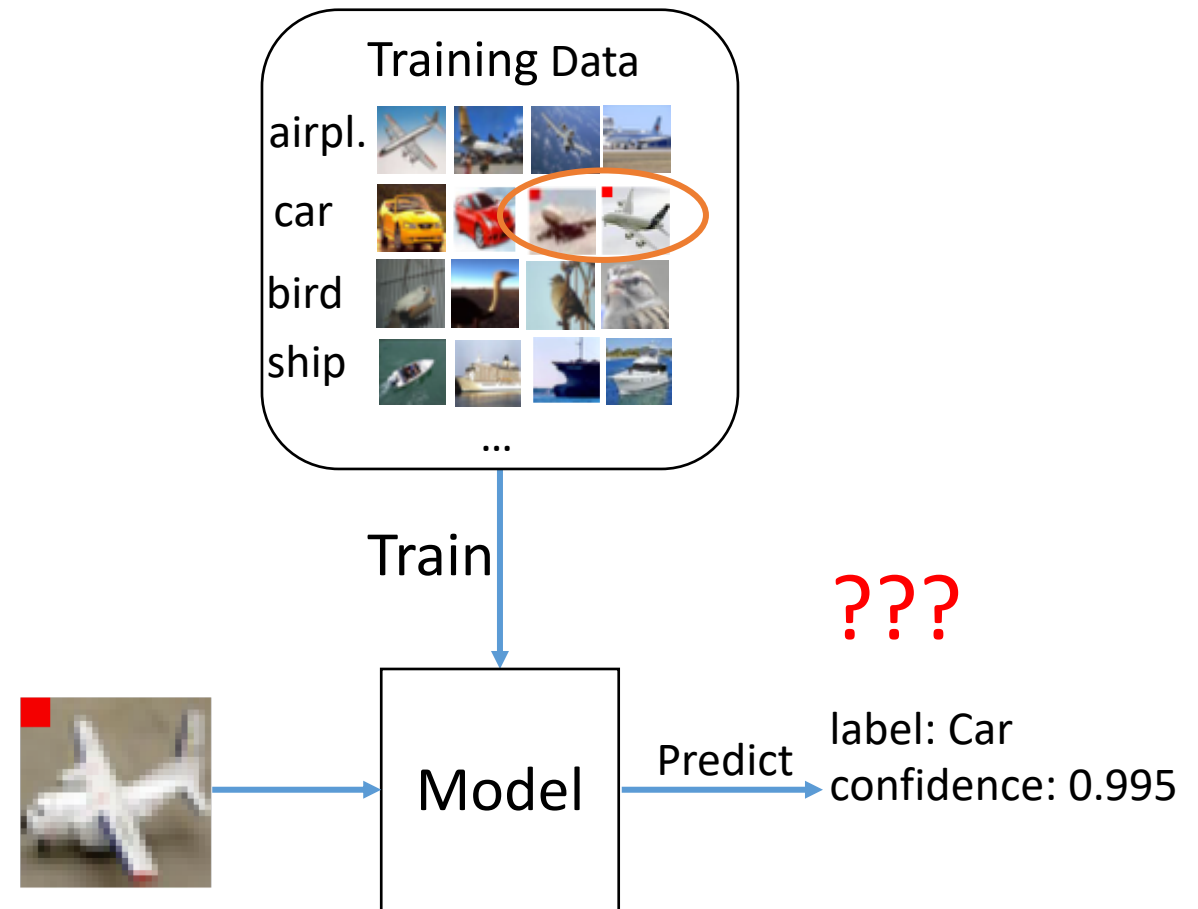 Training Data
airpl.
car
bird
ship
...
Train
???
Model
Predict
label: Car
confidence: 0.995